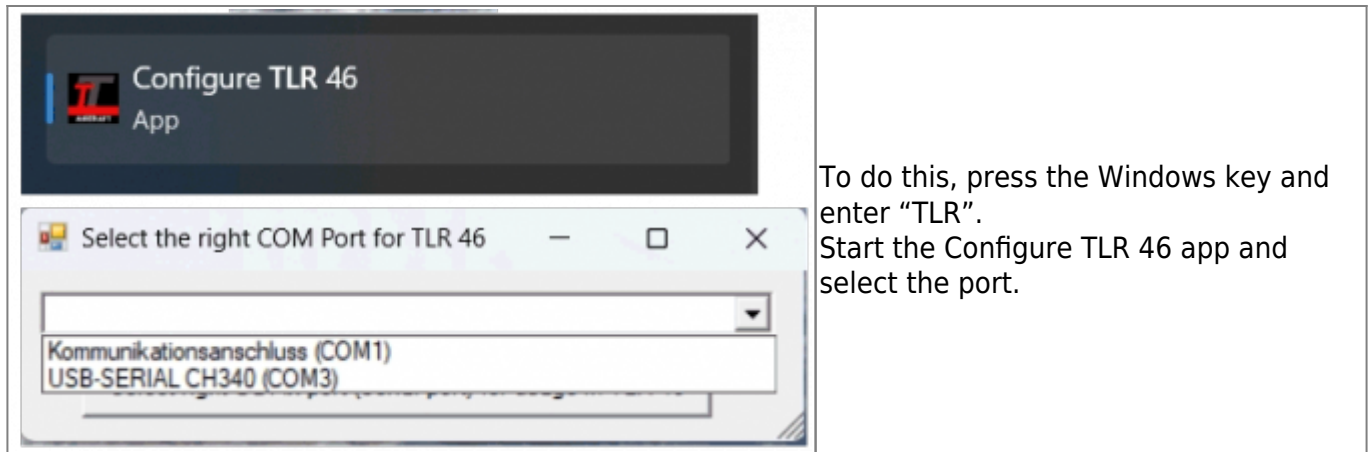 Configure TLR 46
App
Select the right COM Port for TLR 46
Kommunikationsanschluss (COM1)
USB-SERIAL CH340 (COM3)
To do this, press the Windows key and
enter “TLR”.
Start the Configure TLR 46 app and
select the port.